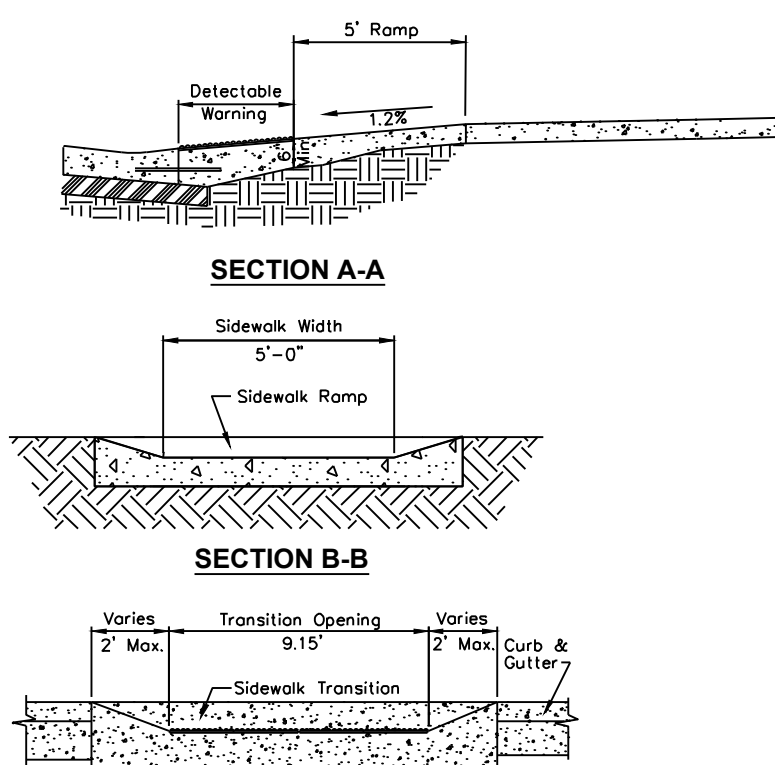 5' Ramp
Detectable
Warning
1.2%
6"
Min
SECTION A-A
Sidewalk Width
5'-0"
Sidewalk Ramp
SECTION B-B
Varies
2' Max.
Transition Opening
9.15'
Varies
2' Max.
Curb &
Gutter
Sidewalk Transition